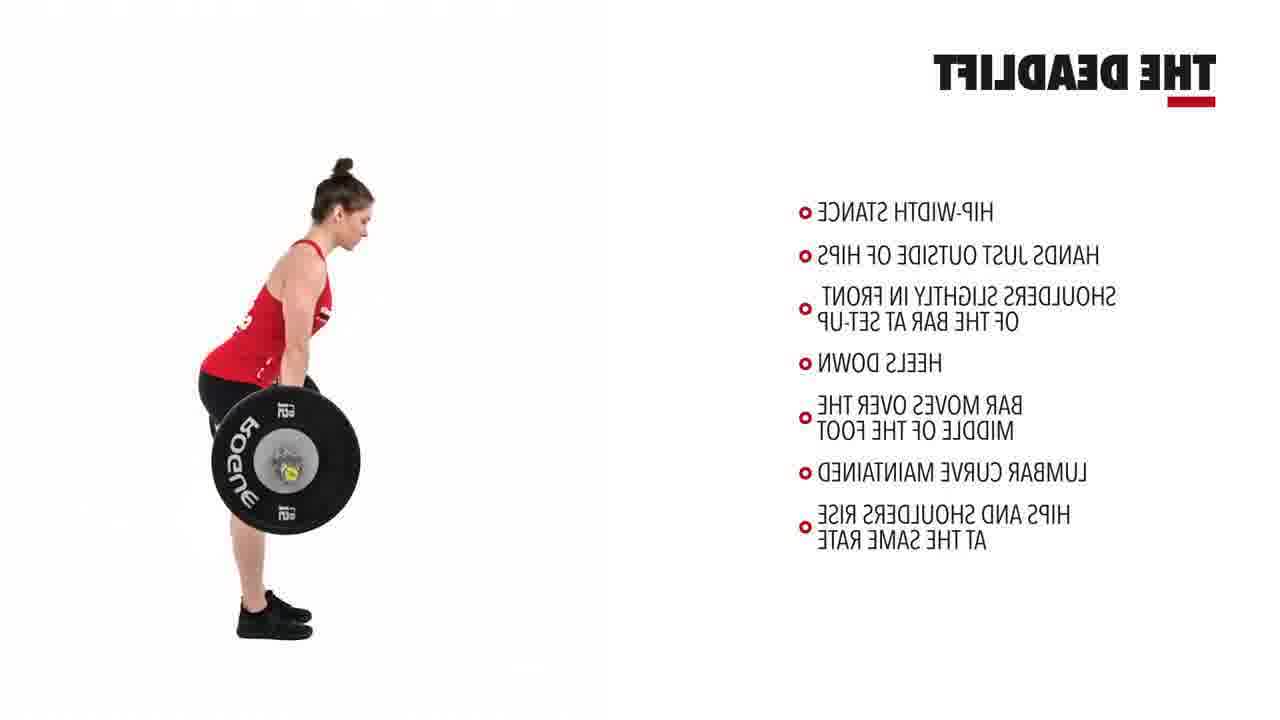 THE DEADLIFT
HIP-WIDTH STANCE
HANDS JUST OUTSIDE OF HIPS
SHOULDERS SLIGHTLY IN FRONT
OF THE BAR AT SET-UP
HEELS DOWN
BAR MOVES OVER THE
MIDDLE OF THE FOOT
LUMBAR CURVE MAINTAINED
HIPS AND SHOULDERS RISE
AT THE SAME RATE
ROGUE